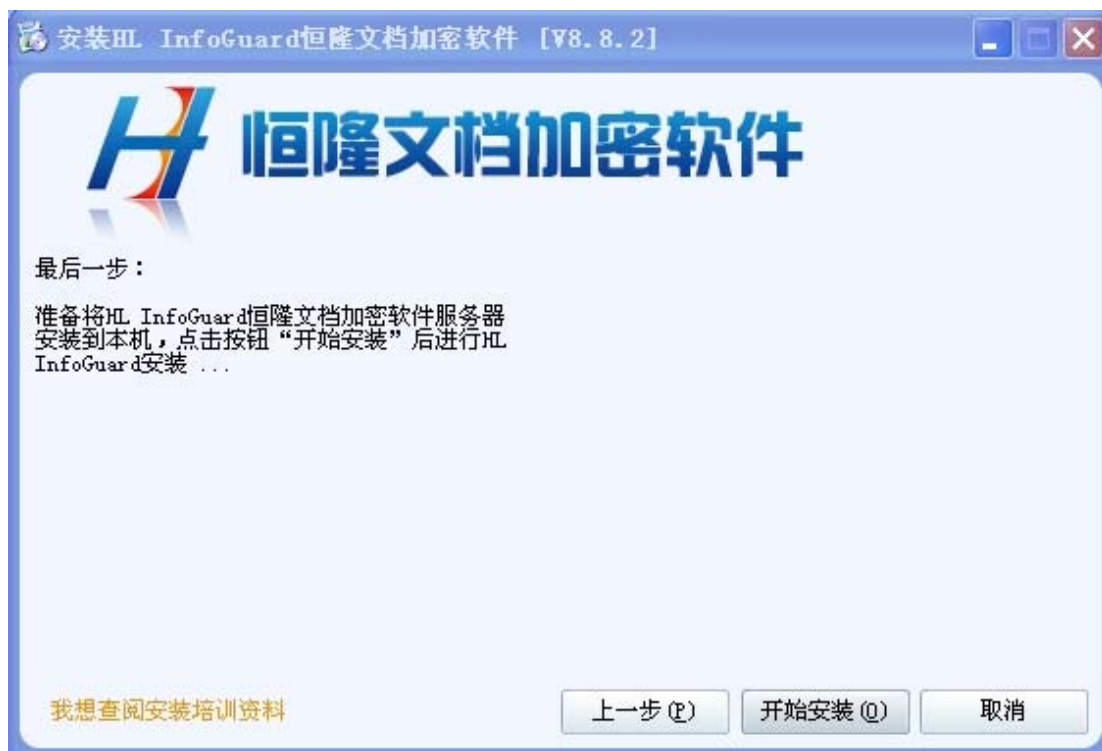 安装HL InfoGuard恒隆文档加密软件 [V8.8.2]
恒隆文档加密软件
最后一步：
准备将HL InfoGuard恒隆文档加密软件服务器
安装到本机，点击按钮“开始安装”后进行HL
InfoGuard安装 ...
我想查阅安装培训资料
上一步(P)
开始安装(O)
取消